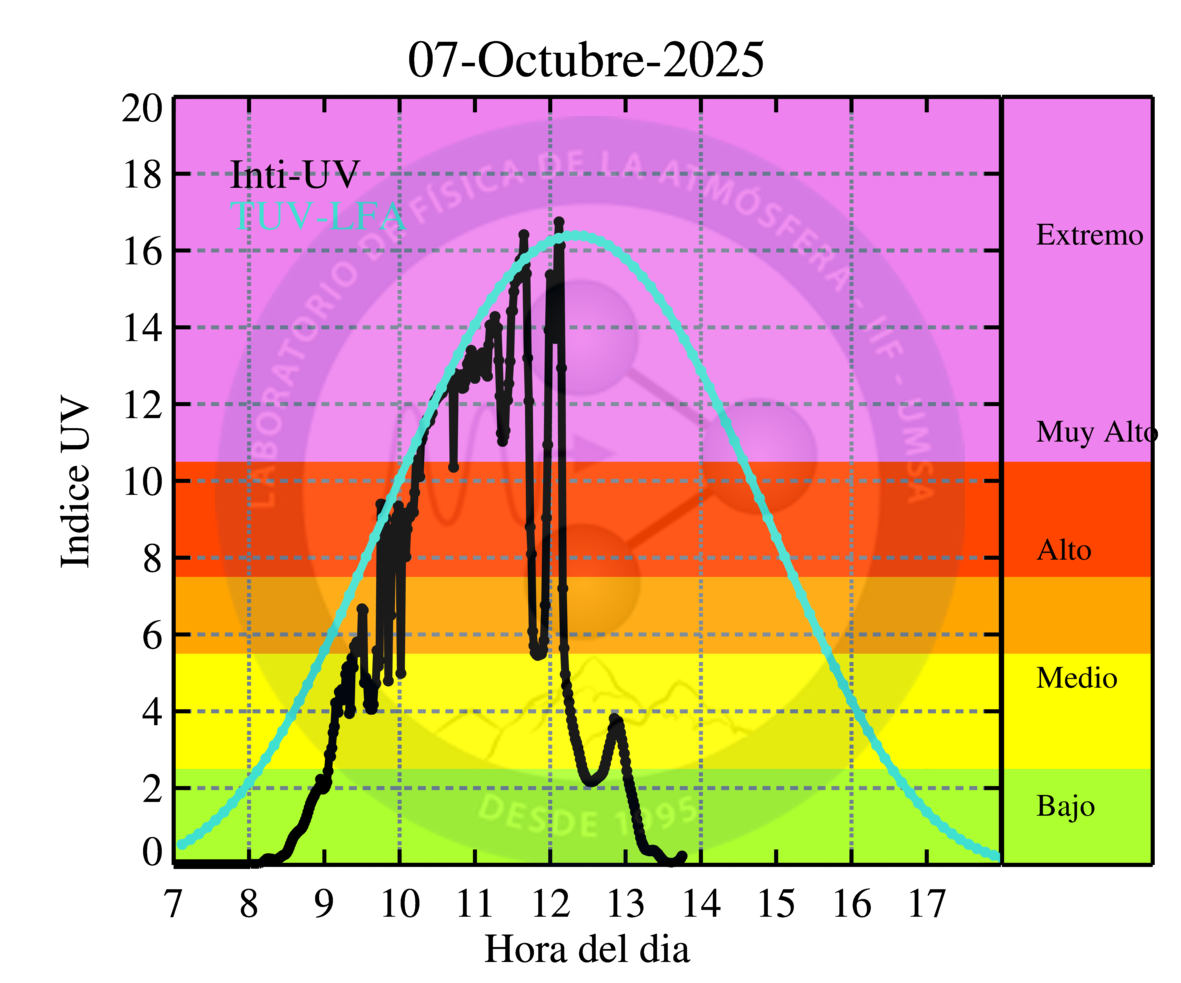 07-Octubre-2025
20
18
16
14
12
10
8
6
4
2
0
Indice UV
Inti-UV
TUV-LFA
LABORATORIO DE FÍSICA DE LA ATMÓSFERA - IIF - UMSA
DESDE 1995
Extremo
Muy Alto
Alto
Medio
Bajo
7 8 9 10 11 12 13 14 15 16 17
Hora del dia